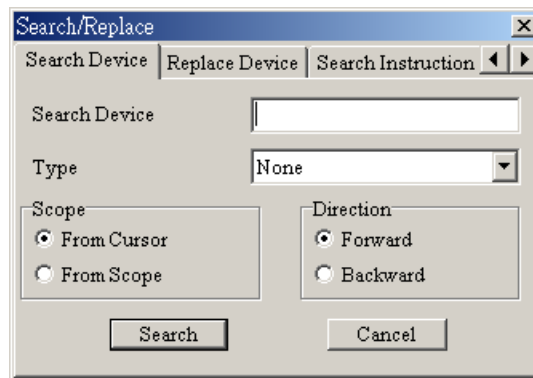 Search/Replace
Search Device Replace Device Search Instruction
Search Device
Type None
Scope Direction
From Cursor Forward
From Scope Backward
Search Cancel